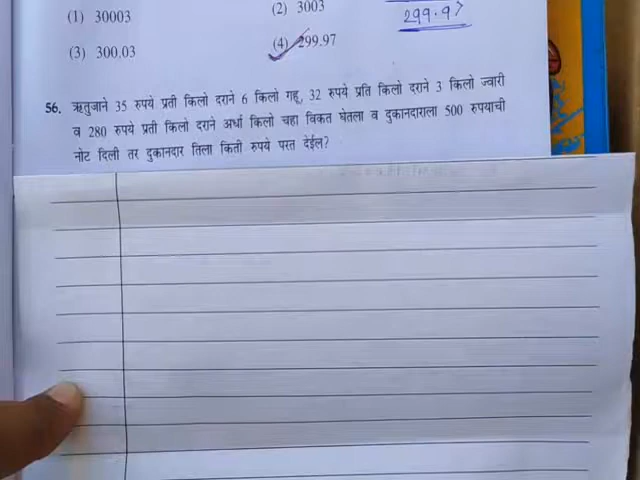 (1) 30003
(2) 3003
299.97
(3) 300.03
(4) 299.97
56. ऋतुजाने 35 रुपये प्रती किलो दराने 6 किलो गहू, 32 रुपये प्रति किलो दराने 3 किलो ज्वारी
व 280 रुपये प्रती किलो दराने अर्धा किलो चहा विकत घेतला व दुकानदाराला 500 रुपयाची
नोट दिली तर दुकानदार तिला किती रुपये परत देईल?